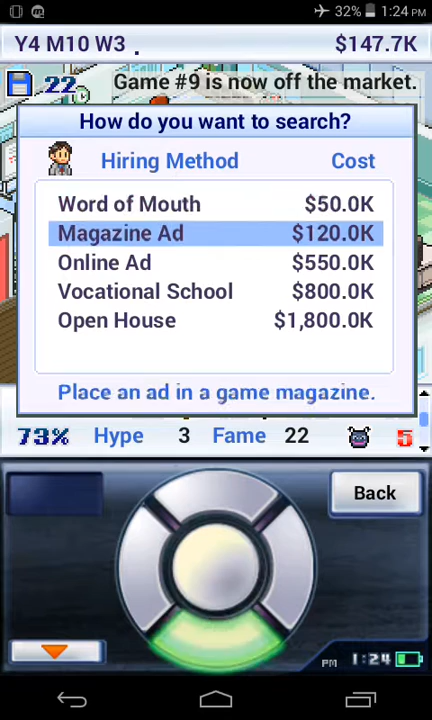 32% 1:24 PM
Y4 M10 W3 $147.7K
22 Game #9 is now off the market.
How do you want to search?
Hiring Method Cost
Word of Mouth $50.0K
Magazine Ad $120.0K
Online Ad $550.0K
Vocational School $800.0K
Open House $1,800.0K
Place an ad in a game magazine.
73% Hype 3 Fame 22 5
Back
PM 1:24